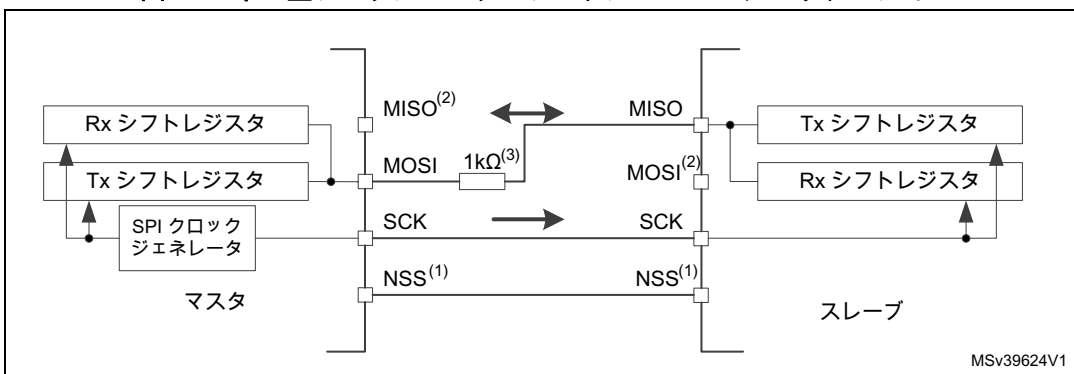 Rx シフトレジスタ
Tx シフトレジスタ
SPI クロック
ジェネレータ
マスタ
MISO(2)
MOSI
1kΩ(3)
SCK
NSS(1)
MISO
MOSI(2)
SCK
NSS(1)
Tx シフトレジスタ
Rx シフトレジスタ
スレーブ
MSv39624V1